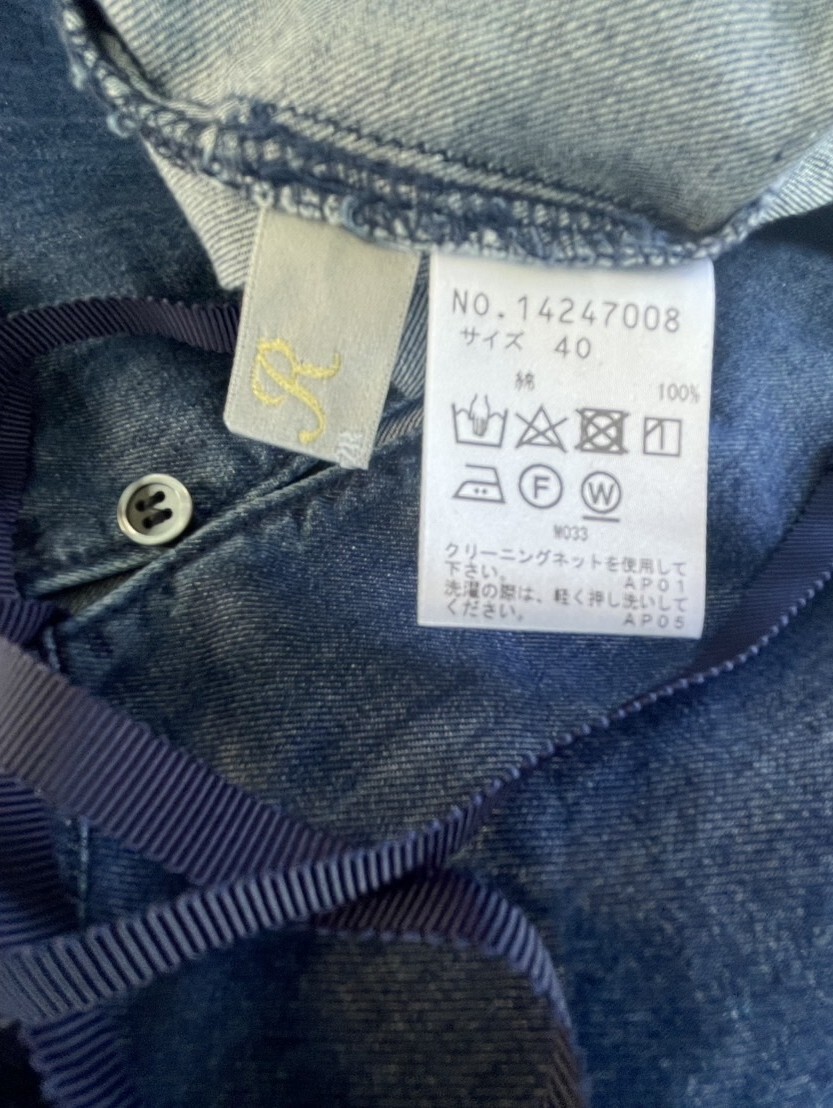 R
NO.14247008
サイズ 40
綿 100%
F W
W033
クリーニングネットを使用して
下さい。 AP01
洗濯の際は、軽く押し洗いして
ください。 AP05